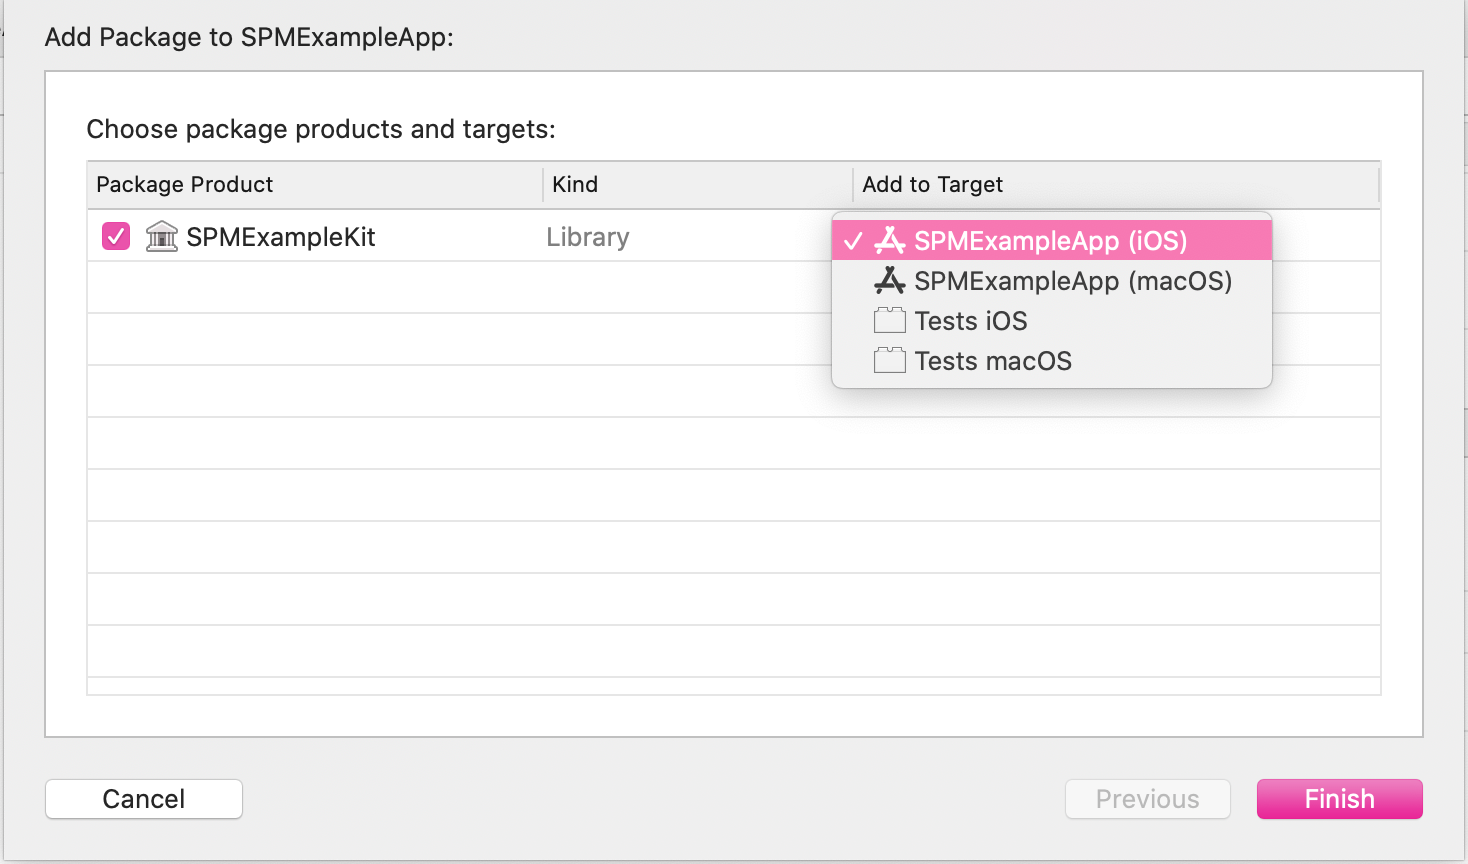 Add Package to SPMExampleApp:
Choose package products and targets:
Package Product
Kind
Add to Target
SPMExampleKit
Library
SPMExampleApp (iOS)
SPMExampleApp (macOS)
Tests iOS
Tests macOS
Cancel
Previous
Finish